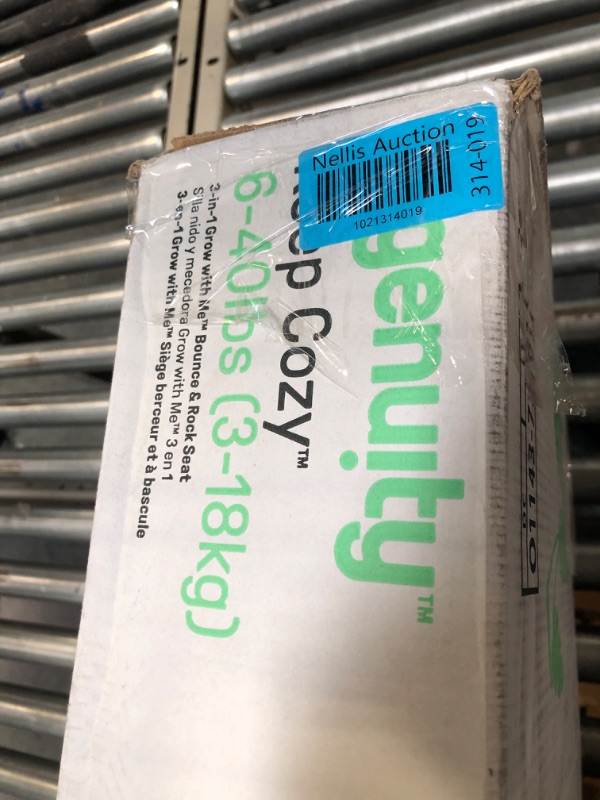 Nellis Auction
1021314019
314-019
genuity™
Cozy™
6-40lbs (3-18kg)
3-in-1 Grow with Me™ Bounce & Rock Seat
Silla nido y mecedora Grow with Me™ 3 en 1
3-en-1 Grow with Me™ Siège berceur et à bascule